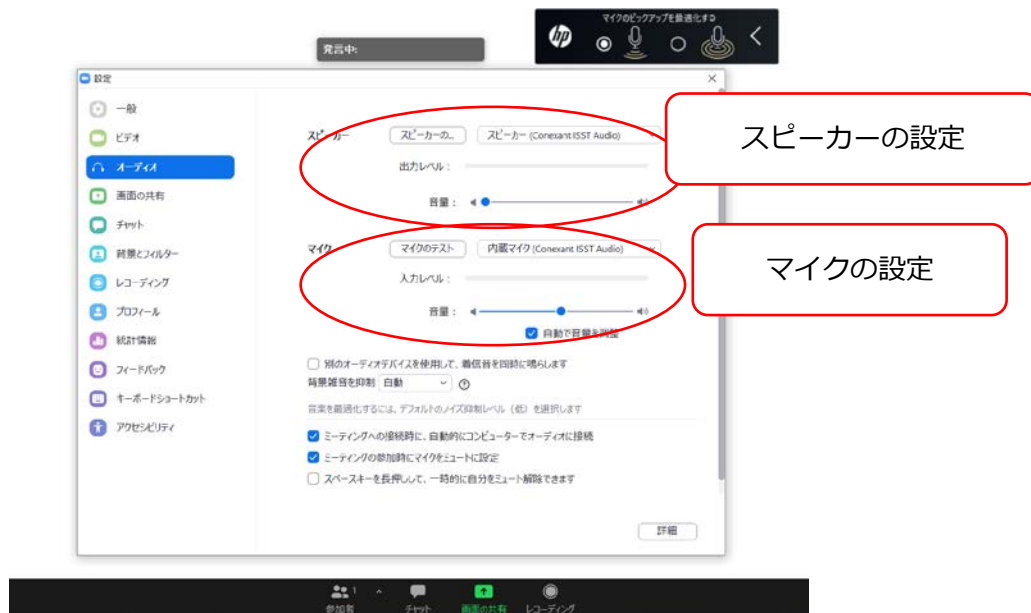 マイクのピックアップを最適化する
hp
発言中:
設定
一般
ビデオ
オーディオ
画面の共有
チャット
背景とフィルター
レコーディング
プロフィール
統計情報
フィードバック
キーボードショートカット
アクセシビリティ
スピーカー スピーカーの... スピーカー (Conexant ISST Audio)
出力レベル:
音量:
マイク マイクのテスト 内蔵マイク (Conexant ISST Audio)
入力レベル:
音量:
自動で音量を調整
別のオーディオデバイスを使用して、着信音を同時に鳴らします
背景雑音を抑制 自動
音楽を最適化するには、デフォルトのノイズ抑制レベル (低) を選択します
ミーティングへの接続時に、自動的にコンピューターでオーディオに接続
ミーティングの参加時にマイクをミュートに設定
スペースキーを長押しして、一時的に自分をミュート解除できます
詳細
スピーカーの設定
マイクの設定
1
参加者 チャット 画面の共有 レコーディング